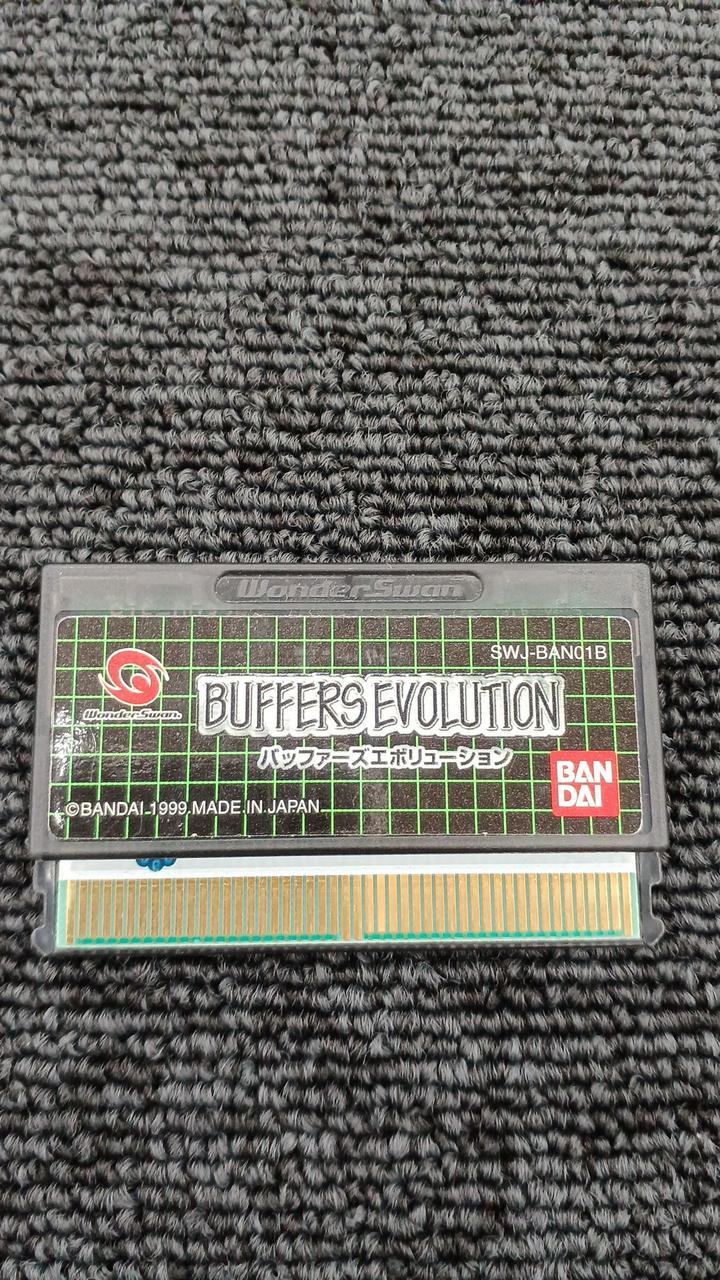 WonderSwan
SWJ-BAN01B
WonderSwan
BUFFERS EVOLUTION
バッファーズエボリューション
BAN
DAI
©BANDAI 1999 MADE IN JAPAN